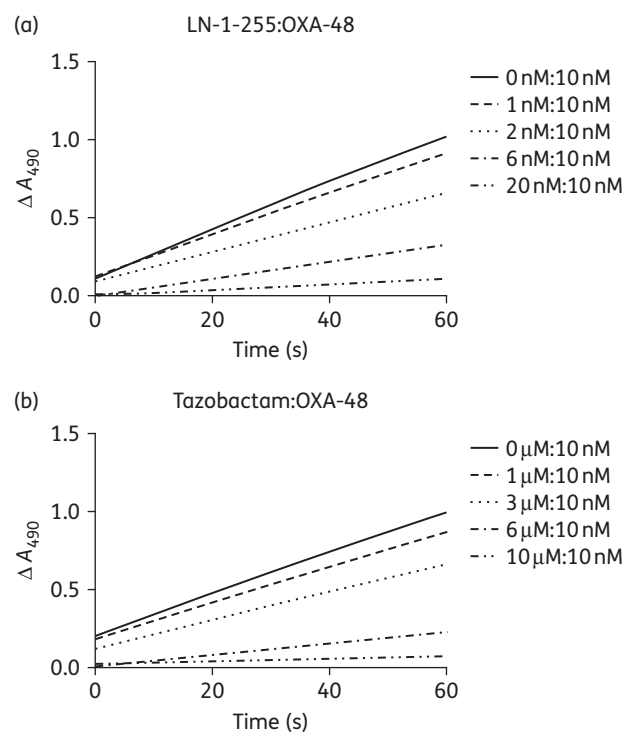 (a)
LN-1-255:OXA-48
1.5
1.0
0.5
0.0
Δ A490
0
20
40
60
Time (s)
0 nM:10 nM
1 nM:10 nM
2 nM:10 nM
6 nM:10 nM
20 nM:10 nM
(b)
Tazobactam:OXA-48
1.5
1.0
0.5
0.0
Δ A490
0
20
40
60
Time (s)
0 μM:10 nM
1 μM:10 nM
3 μM:10 nM
6 μM:10 nM
10 μM:10 nM